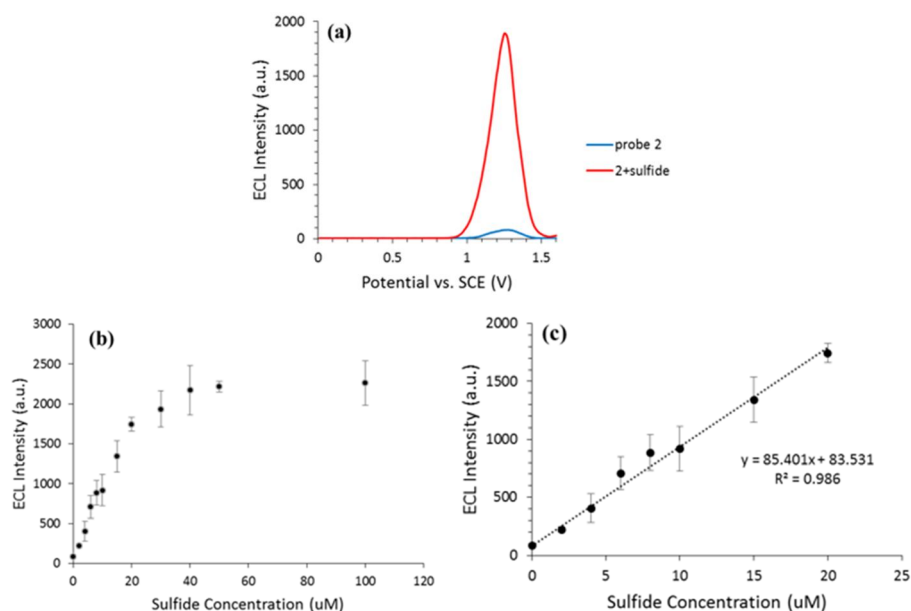 (a)
ECL Intensity (a.u.)
2000
1500
1000
500
0
0 0.5 1 1.5
Potential vs. SCE (V)
probe 2
2+sulfide
(b)
ECL Intensity (a.u.)
3000
2500
2000
1500
1000
500
0
0 20 40 60 80 100 120
Sulfide Concentration (uM)
(c)
ECL Intensity (a.u.)
2000
1500
1000
500
0
0 5 10 15 20 25
y = 85.401x + 83.531
R² = 0.986
Sulfide Concentration (uM)